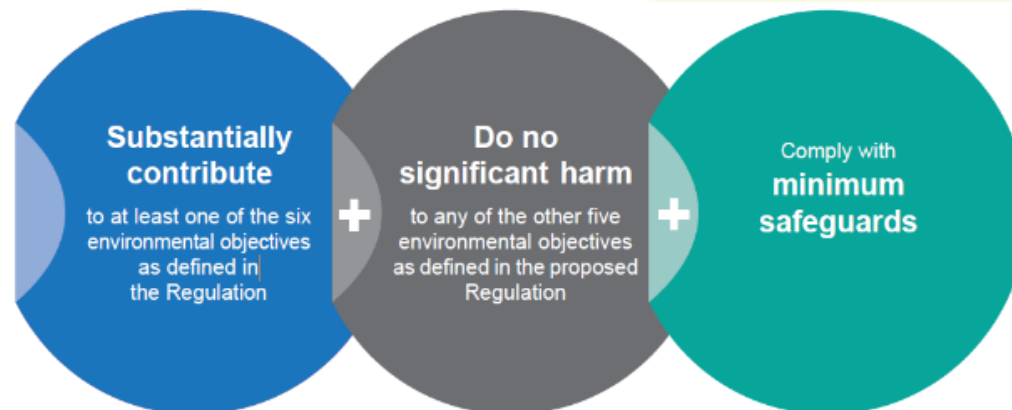 Substantially
contribute
to at least one of the six
environmental objectives
as defined in
the Regulation
+
Do no
significant harm
to any of the other five
environmental objectives
as defined in the proposed
Regulation
+
Comply with
minimum
safeguards